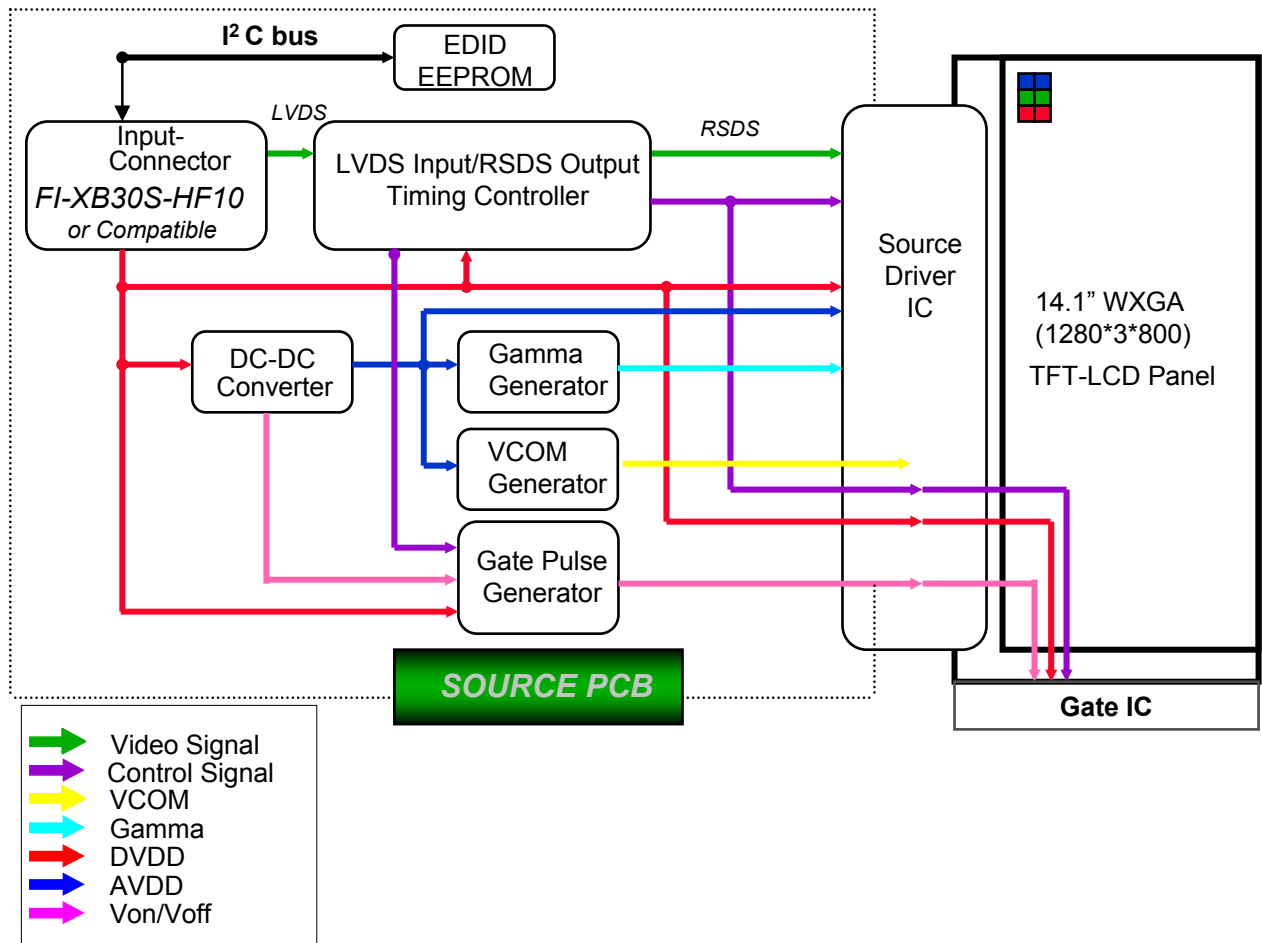 I² C bus
EDID
EEPROM
LVDS
RSDS
Input-
Connector
FI-XB30S-HF10
or Compatible
LVDS Input/RSDS Output
Timing Controller
Source
Driver
IC
14.1” WXGA
(1280*3*800)
TFT-LCD Panel
DC-DC
Converter
Gamma
Generator
VCOM
Generator
Gate Pulse
Generator
SOURCE PCB
Gate IC
Video Signal
Control Signal
VCOM
Gamma
DVDD
AVDD
Von/Voff